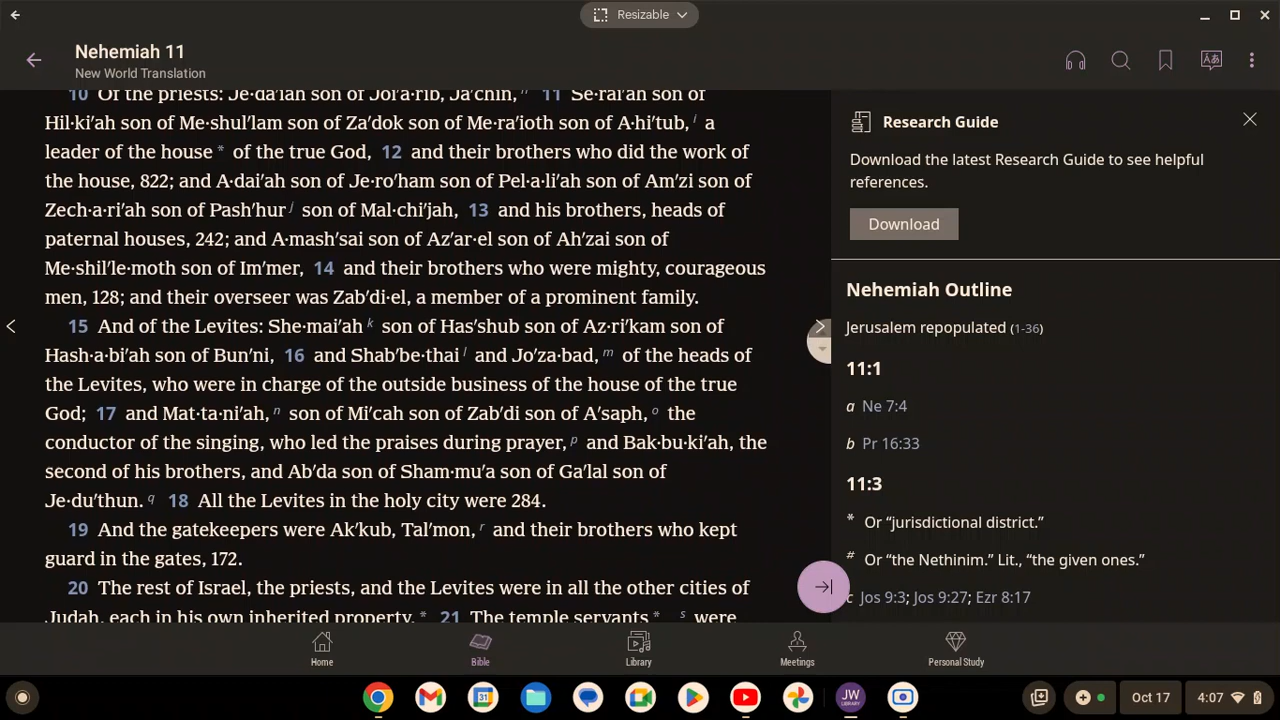 Resizable
Nehemiah 11
New World Translation
10 Of the priests: Je·daʹiah son of Joiʹa·rib, Jaʹchin, h 11 Se·raiʹah son of
Hil·kiʹah son of Me·shulʹlam son of Zaʹdok son of Me·raʹioth son of A·hiʹtub, i a
leader of the house * of the true God, 12 and their brothers who did the work of
the house, 822; and A·daiʹah son of Je·roʹham son of Pel·a·liʹah son of Amʹzi son of
Zech·a·riʹah son of Pashʹhur j son of Mal·chiʹjah, 13 and his brothers, heads of
paternal houses, 242; and A·mashʹsai son of Azʹar·el son of Ahʹzai son of
Me·shilʹle·moth son of Imʹmer, 14 and their brothers who were mighty, courageous
men, 128; and their overseer was Zabʹdi·el, a member of a prominent family.
15 And of the Levites: She·maiʹah k son of Hasʹshub son of Az·riʹkam son of
Hash·a·biʹah son of Bunʹni, 16 and Shabʹbe·thai l and Joʹza·bad, m of the heads of
the Levites, who were in charge of the outside business of the house of the true
God; 17 and Mat·ta·niʹah, n son of Miʹcah son of Zabʹdi son of Aʹsaph, o the
conductor of the singing, who led the praises during prayer, p and Bak·bu·kiʹah, the
second of his brothers, and Abʹda son of Sham·muʹa son of Gaʹlal son of
Je·duʹthun. q 18 All the Levites in the holy city were 284.
19 And the gatekeepers were Akʹkub, Talʹmon, r and their brothers who kept
guard in the gates, 172.
20 The rest of Israel, the priests, and the Levites were in all the other cities of
Judah, each in his own inherited property. * 21 The temple servants * s were
Research Guide
Download the latest Research Guide to see helpful
references.
Download
Nehemiah Outline
Jerusalem repopulated (1-36)
11:1
a Ne 7:4
b Pr 16:33
11:3
* Or “jurisdictional district.”
# Or “the Nethinim.” Lit., “the given ones.”
c Jos 9:3; Jos 9:27; Ezr 8:17
Home
Bible
Library
Meetings
Personal Study
31
JW
LIBRARY
Oct 17
4:07